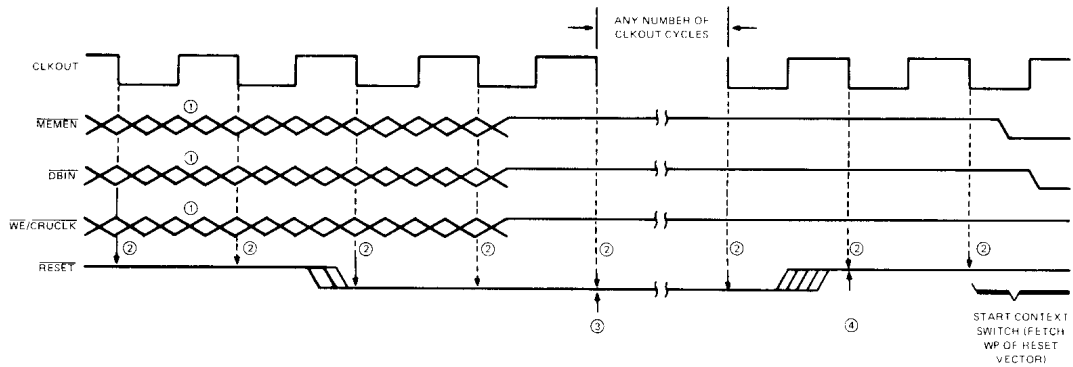 ANY NUMBER OF
CLKOUT CYCLES
CLKOUT
①
MEMEN
①
DBIN
①
WE/CRUCLK
② ② ② ② ② ② ② ②
RESET
③
④
START CONTEXT
SWITCH (FETCH
WP OF RESET
VECTOR)